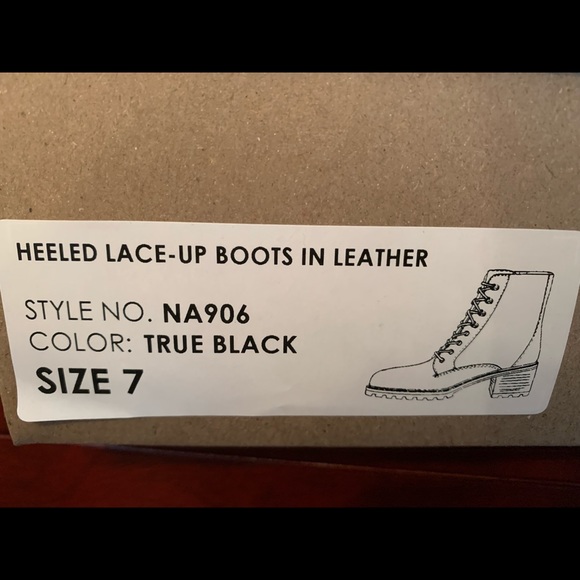 HEELED LACE-UP BOOTS IN LEATHER
STYLE NO. NA906
COLOR: TRUE BLACK
SIZE 7